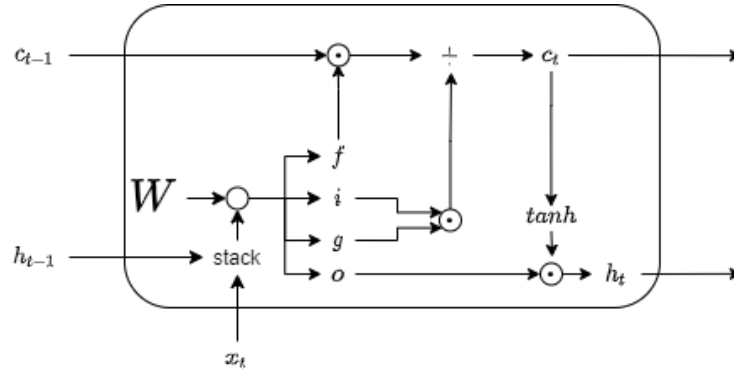 c_{t-1} ⊙ ÷ c_t
f
W i
g ⊙ tanh
h_{t-1} stack o ⊙ h_t
x_t